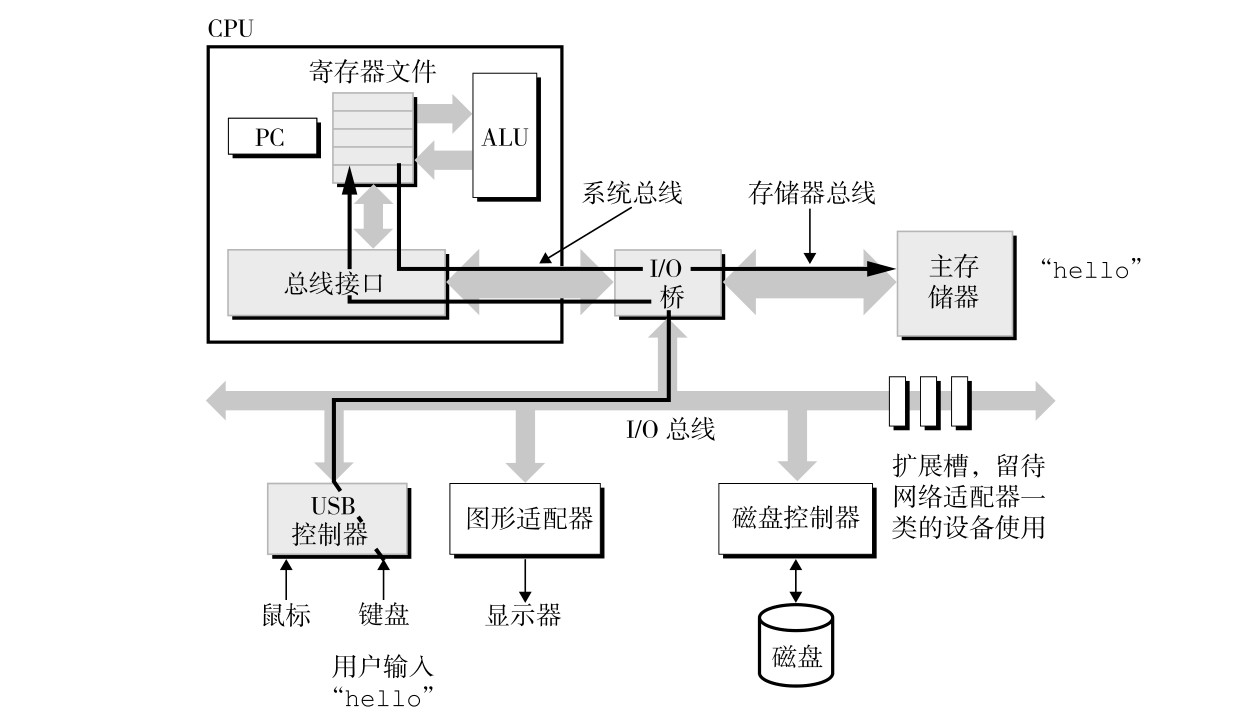 CPU
寄存器文件
PC
ALU
系统总线
存储器总线
总线接口
I/O
桥
主存
储器
“hello”
I/O 总线
扩展槽，留待
网络适配器一
类的设备使用
USB
控制器
图形适配器
磁盘控制器
鼠标
键盘
显示器
磁盘
用户输入
“hello”